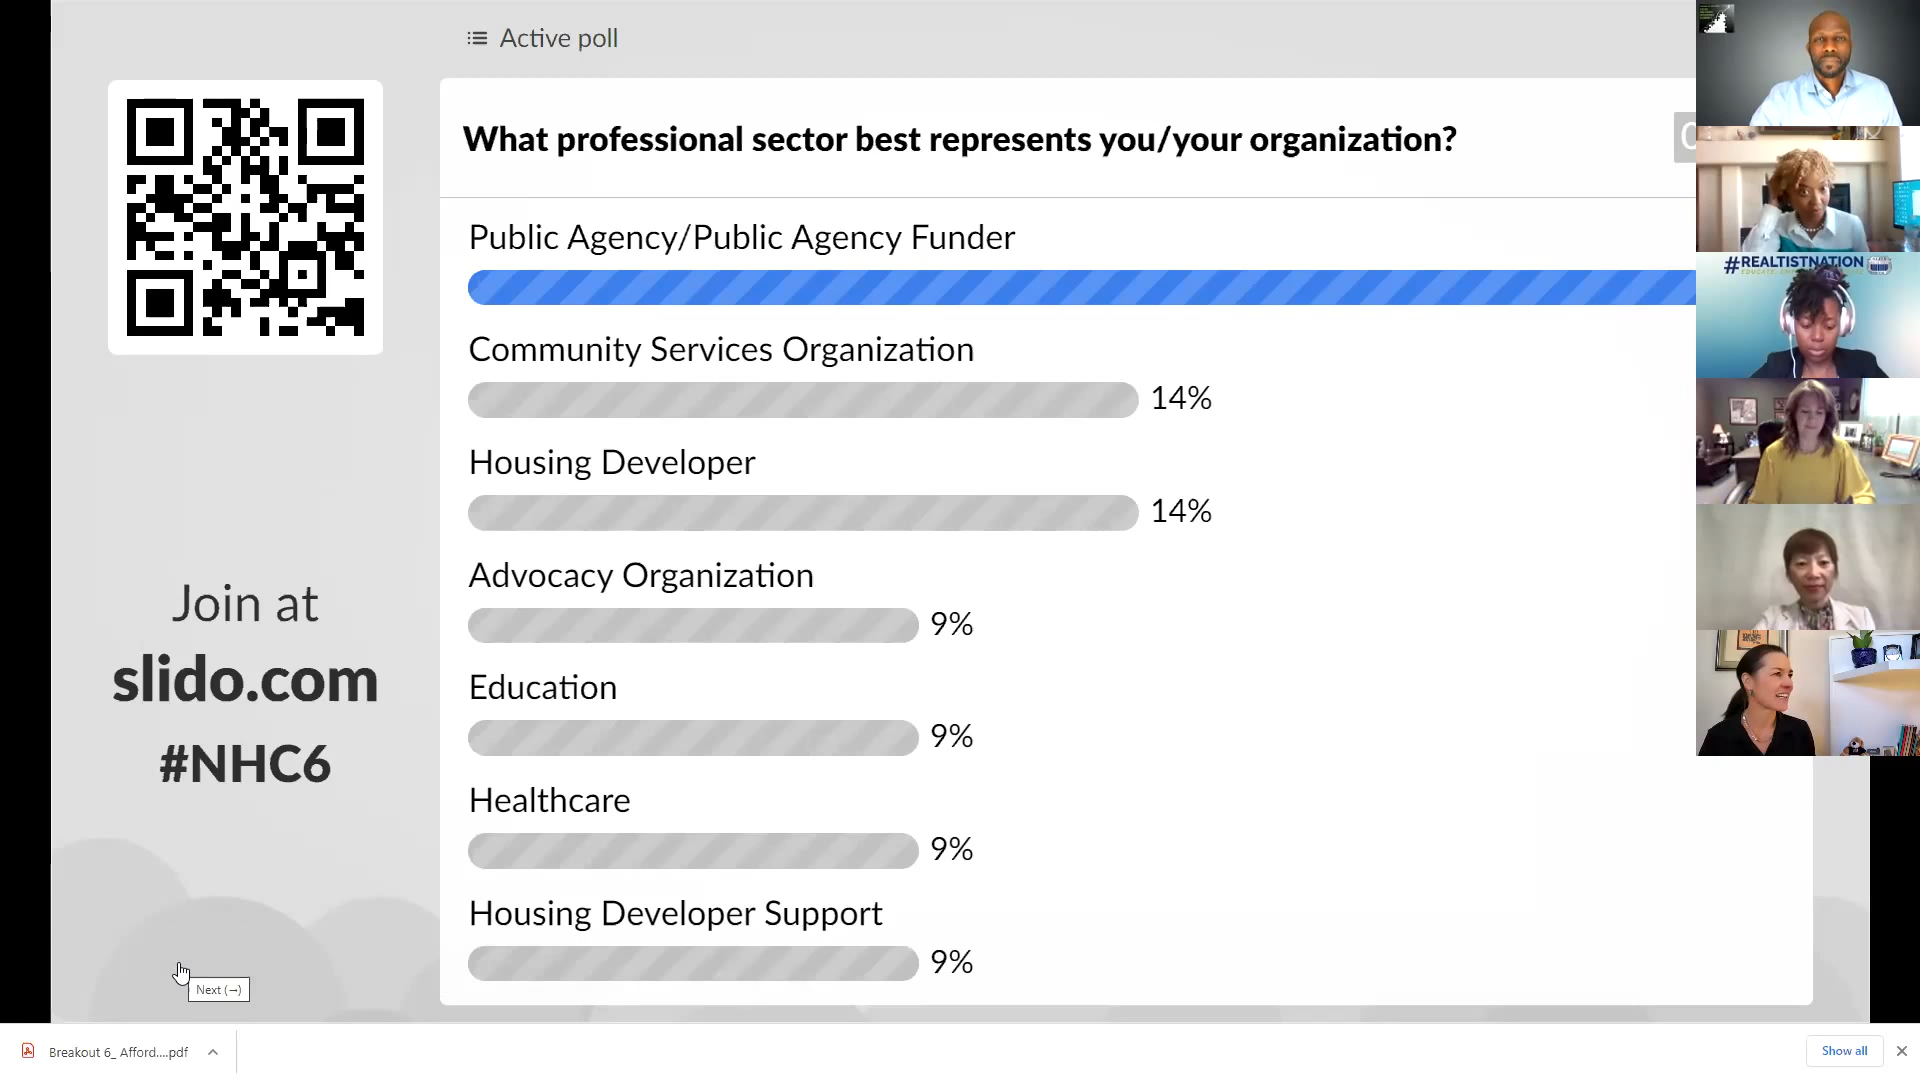 Active poll
What professional sector best represents you/your organization?
Public Agency/Public Agency Funder
Community Services Organization
14%
Housing Developer
14%
Advocacy Organization
9%
Education
9%
Healthcare
9%
Housing Developer Support
9%
Join at
slido.com
#NHC6
Next (→)
#REALTISTNATION
Breakout 6_ Afford....pdf
Show all